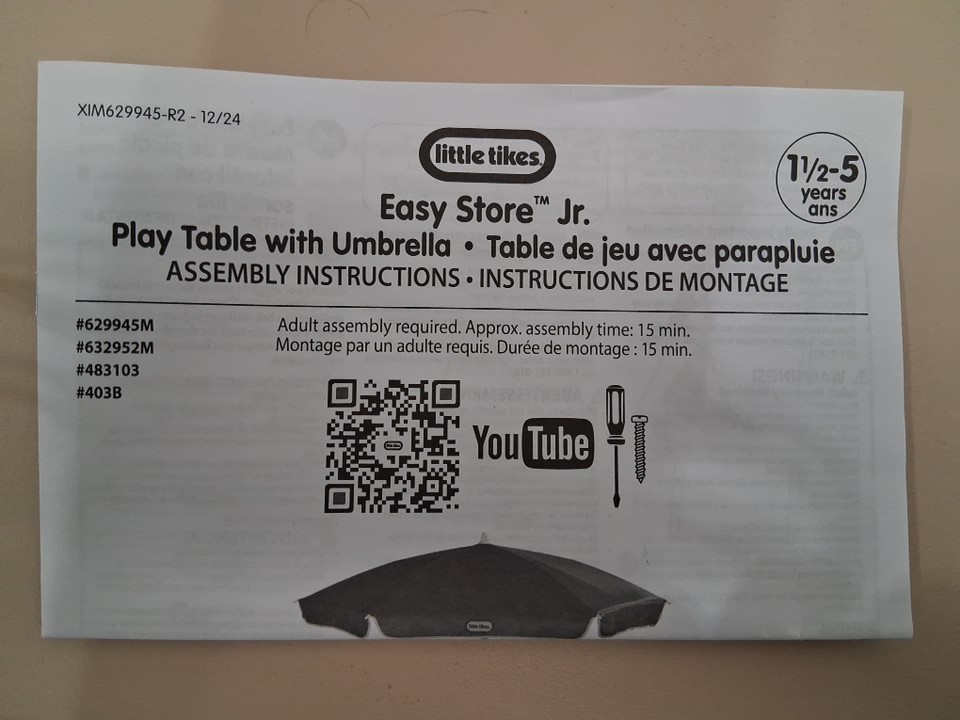 XIM629945-R2 - 12/24
little tikes®
1½-5
years
ans
Easy Store™ Jr.
Play Table with Umbrella • Table de jeu avec parapluie
ASSEMBLY INSTRUCTIONS • INSTRUCTIONS DE MONTAGE
#629945M
#632952M
#483103
#403B
Adult assembly required. Approx. assembly time: 15 min.
Montage par un adulte requis. Durée de montage : 15 min.
little tikes
YouTube
little tikes